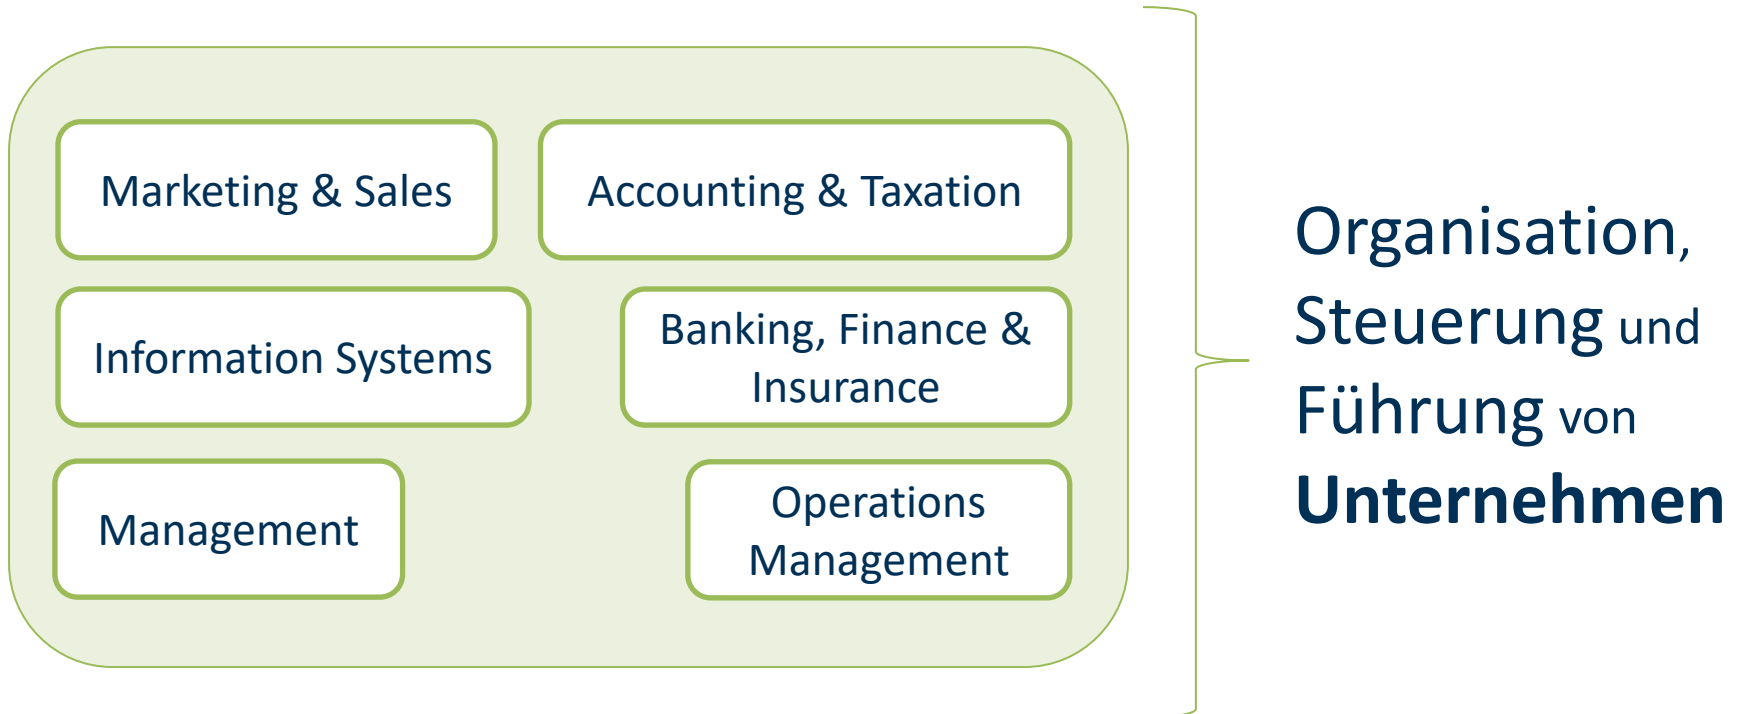 Marketing & Sales
Accounting & Taxation
Information Systems
Banking, Finance &
Insurance
Management
Operations
Management
Organisation,
Steuerung und
Führung von
Unternehmen